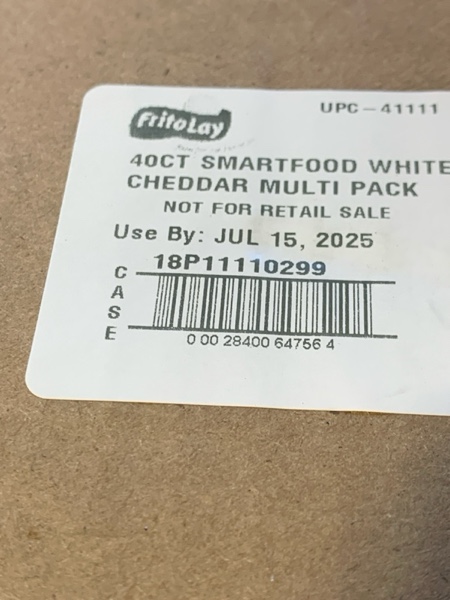 UPC-41111
FritoLay
40CT SMARTFOOD WHITE
CHEDDAR MULTI PACK
NOT FOR RETAIL SALE
Use By: JUL 15, 2025
18P11110299
CASE
0 00 28400 64756 4